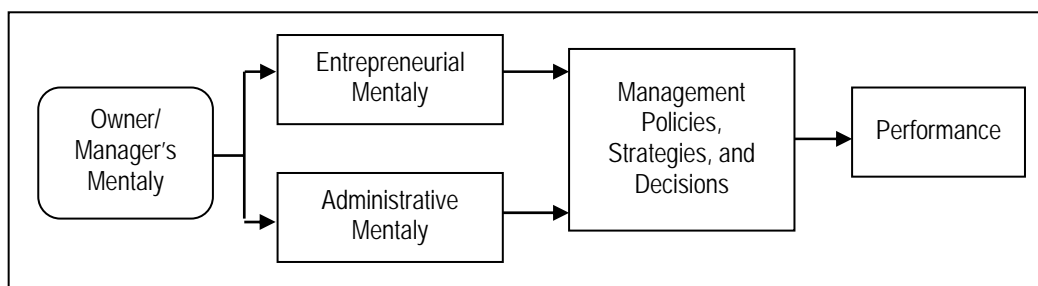 Owner/
Manager's
Mentaly
Entrepreneurial
Mentaly
Administrative
Mentaly
Management
Policies,
Strategies, and
Decisions
Performance